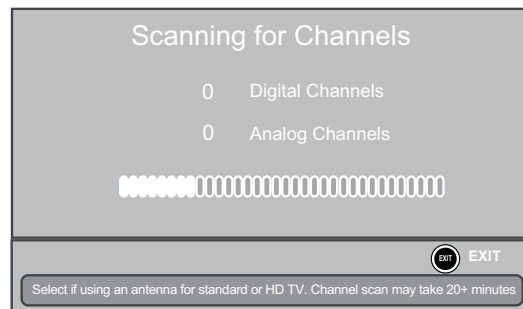 Scanning for Channels
0 Digital Channels
0 Analog Channels
EXIT EXIT
Select if using an antenna for standard or HD TV. Channel scan may take 20+ minutes